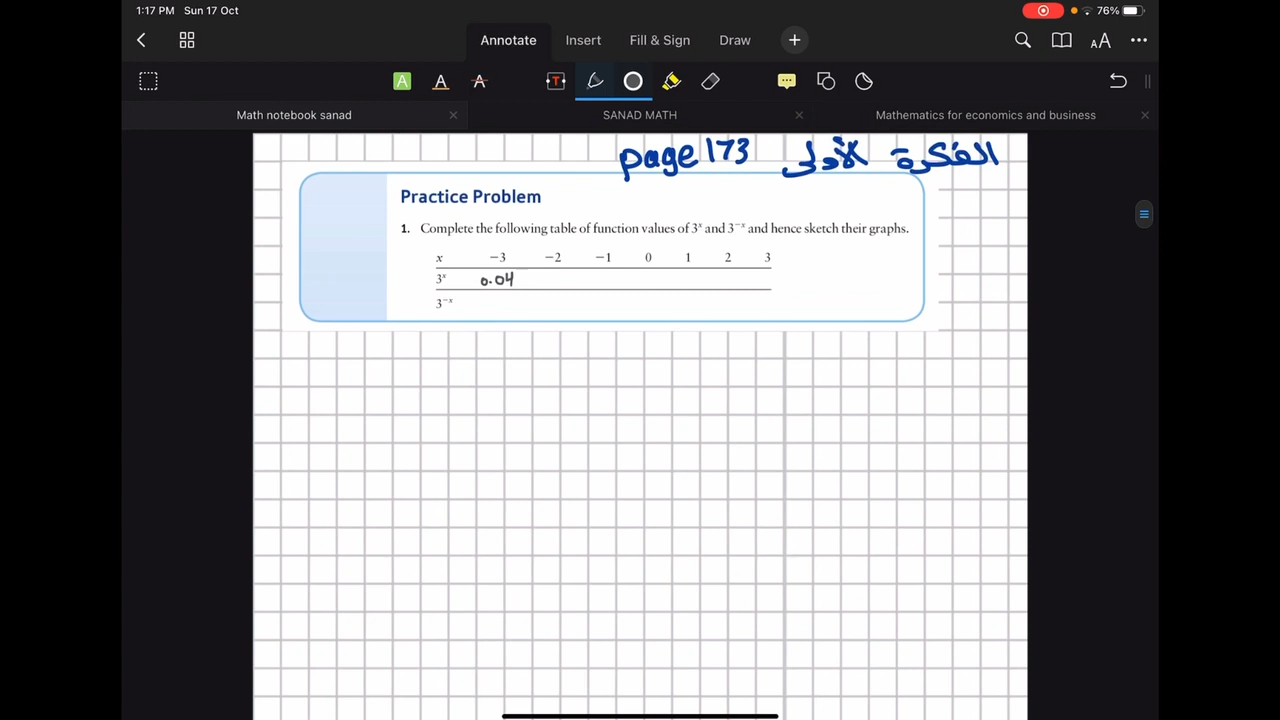 1:17 PM Sun 17 Oct
76%
Annotate Insert Fill & Sign Draw
AA
A A A T
Math notebook sanad
SANAD MATH
Mathematics for economics and business
page 173 الفكرة الأولى
Practice Problem
1. Complete the following table of function values of 3ˣ and 3⁻ˣ and hence sketch their graphs.
x −3 −2 −1 0 1 2 3
3ˣ 0.04
3⁻ˣ